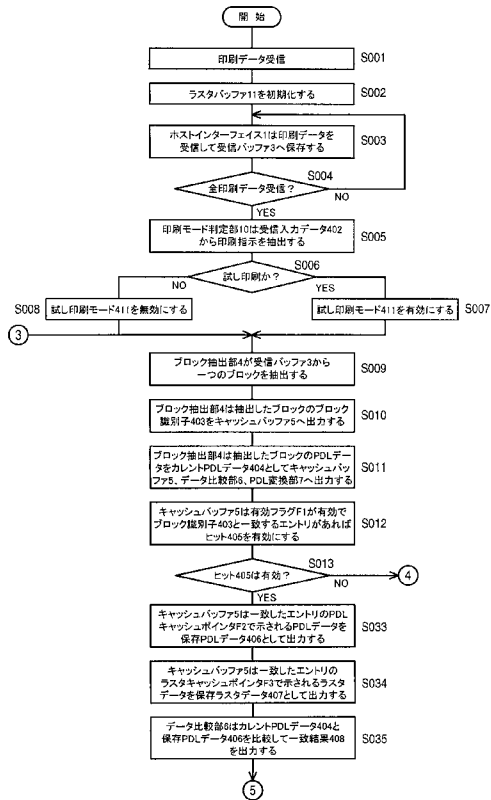 開 始
印刷データ受信
S001
ラスタバッファ11を初期化する
S002
ホストインターフェイス1は印刷データを
受信して受信バッファ3へ保存する
S003
S004
全印刷データ受信？
NO
YES
印刷モード判定部10は受信入力データ402
から印刷指示を抽出する
S005
S006
試し印刷か？
NO
YES
S008
試し印刷モード411を無効にする
試し印刷モード411を有効にする
S007
3
ブロック抽出部4が受信バッファ3から
一つのブロックを抽出する
S009
ブロック抽出部4は抽出したブロックのブロック
識別子403をキャッシュバッファ5へ出力する
S010
ブロック抽出部4は抽出したブロックのPDLデー
タをカレントPDLデータ404としてキャッシュバッ
ファ5、データ比較部6、PDL変換部7へ出力する
S011
キャッシュバッファ5は有効フラグF1が有効で
ブロック識別子403と一致するエントリがあれば
ヒット405を有効にする
S012
S013
ヒット405は有効？
NO
4
YES
キャッシュバッファ5は一致したエントリのPDL
キャッシュポインタF2で示されるPDLデータを
保存PDLデータ406として出力する
S033
キャッシュバッファ5は一致したエントリの
ラスタキャッシュポインタF3で示されるラスタ
データを保存ラスタデータ407として出力する
S034
データ比較部6はカレントPDLデータ404と
保存PDLデータ406を比較して一致結果408
を出力する
S035
5